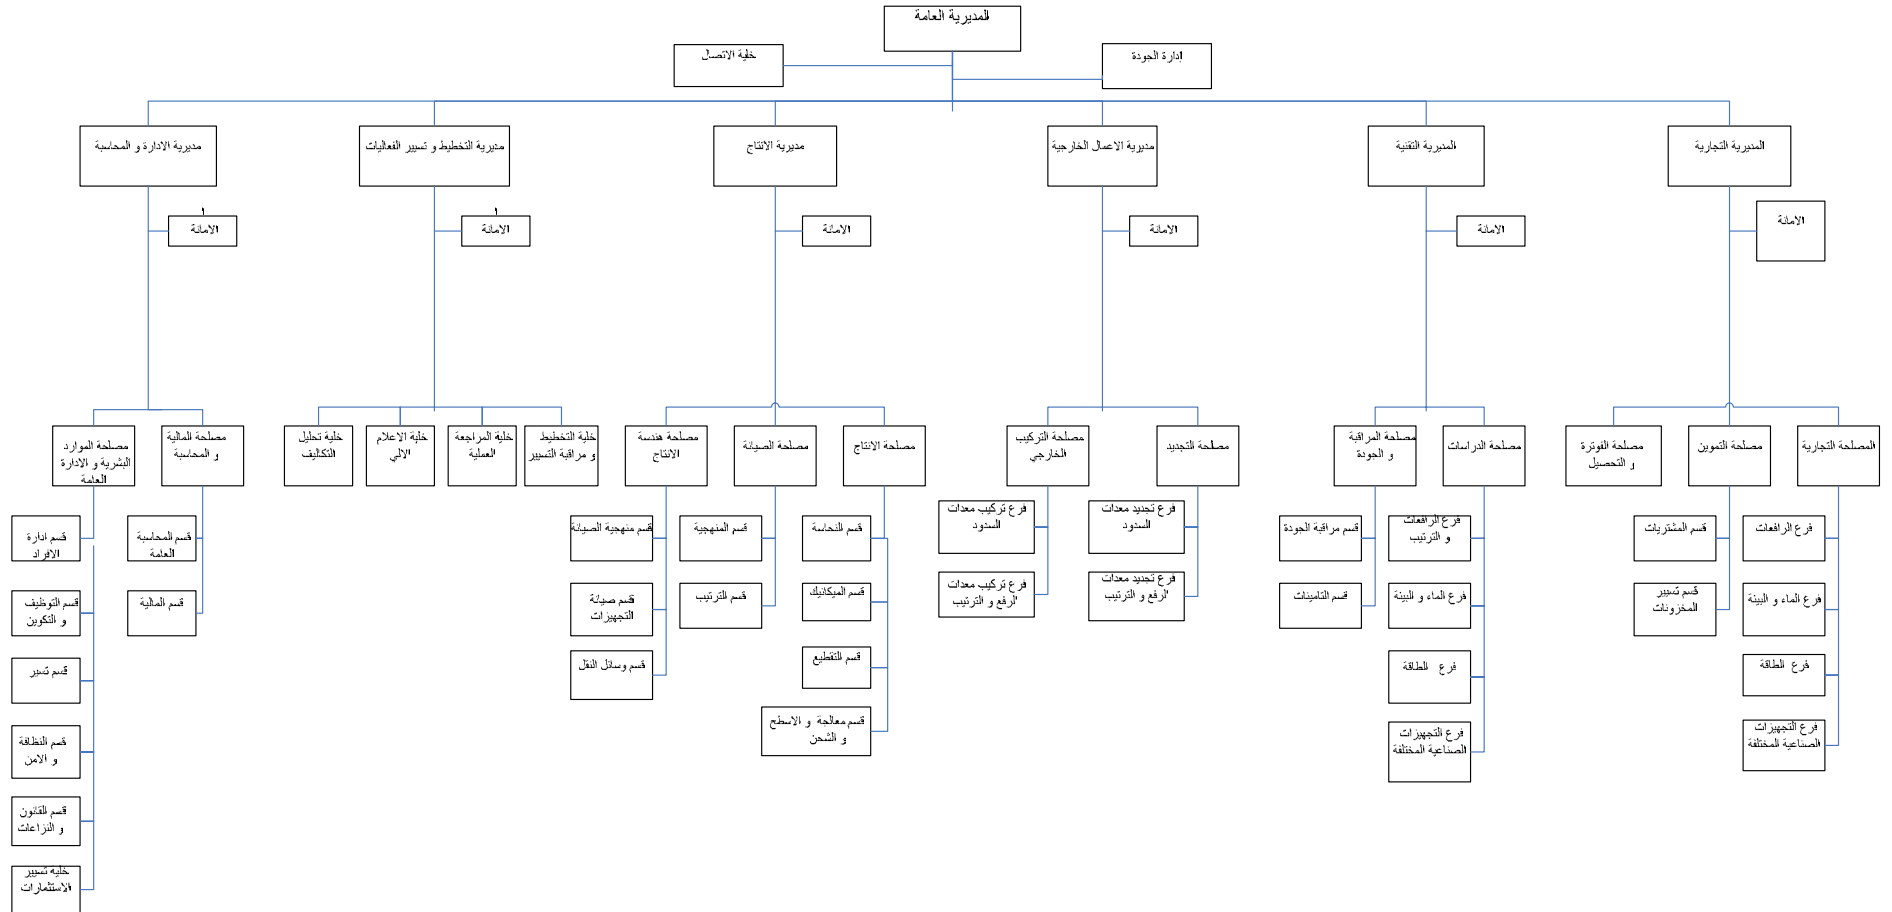 المديرية العامة
ادارة الجودة
خلية الاتصال
المديرية التجارية
المديرية التقنية
مديرية الاعمال الخارجية
مديرية الانتاج
مديرية التخطيط و تسيير الفعاليات
مديرية الادارة و المحاسبة
الامانة
الامانة
الامانة
الامانة
ا
الامانة
ا
الامانة
المصلحة التجارية
مصلحة التموين
مصلحة الفوترة
و التحصيل
مصلحة الدراسات
مصلحة المراقبة
و الجودة
مصلحة التجديد
مصلحة التركيب
الخارجي
مصلحة الانتاج
مصلحة الصيانة
مصلحة هندسة
الانتاج
خلية التخطيط
و مراقبة التسيير
خلية المراجعة
العملية
خلية الاعلام
الالي
خلية تحليل
التكاليف
مصلحة المالية
و المحاسبة
مصلحة الموارد
البشرية و الادارة
العامة
فرع الرافعات
فرع الماء و البيئة
فرع الطاقة
فرع التجهيزات
الصناعية المختلفة
قسم المشتريات
قسم تسيير
المخزونات
فرع الرافعات
و الترتيب
فرع الماء و البيئة
فرع الطاقة
فرع التجهيزات
الصناعية المختلفة
قسم مراقبة الجودة
قسم التامينات
فرع تجديد معدات
السدود
فرع تجديد معدات
الرفع و الترتيب
فرع تركيب معدات
السدود
فرع تركيب معدات
الرفع و الترتيب
قسم النحاسة
قسم الميكانيك
قسم التقطيع
قسم معالجة و الاسطح
و الشحن
قسم المنهجية
قسم الترتيب
قسم منهجية الصيانة
قسم صيانة
التجهيزات
قسم وسائل النقل
قسم المحاسبة
العامة
قسم المالية
قسم ادارة
الافراد
قسم التوظيف
و التكوين
قسم تسير
قسم النظافة
و الامن
قسم القانون
و النزاعات
خلية تسيير
الاستثمارات